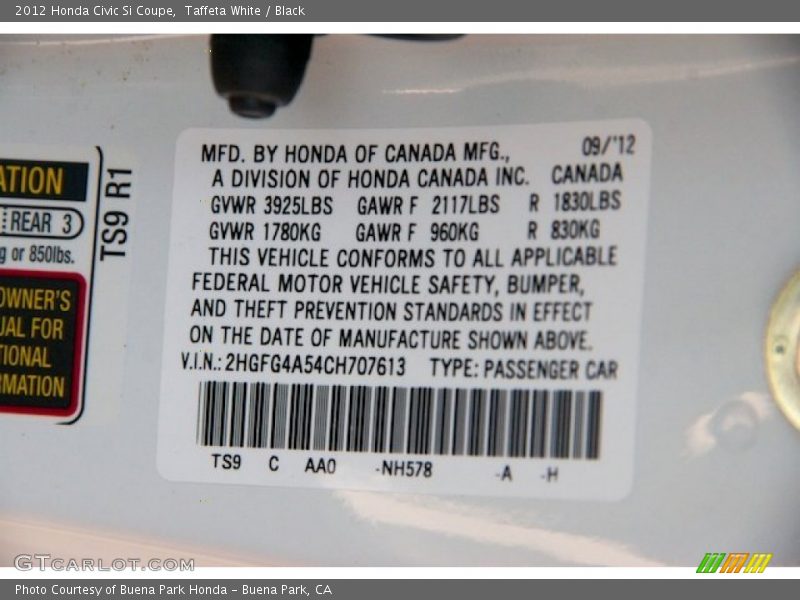 2012 Honda Civic Si Coupe,  Taffeta White / Black
ATION
REAR 3
g or 850lbs.
OWNER'S
UAL FOR
TIONAL
RMATION
TS9 R1
MFD. BY HONDA OF CANADA MFG., 09/'12
A DIVISION OF HONDA CANADA INC. CANADA
GVWR 3925LBS GAWR F 2117LBS R 1830LBS
GVWR 1780KG GAWR F 960KG R 830KG
THIS VEHICLE CONFORMS TO ALL APPLICABLE
FEDERAL MOTOR VEHICLE SAFETY, BUMPER,
AND THEFT PREVENTION STANDARDS IN EFFECT
ON THE DATE OF MANUFACTURE SHOWN ABOVE.
V.I.N.: 2HGFG4A54CH707613 TYPE: PASSENGER CAR
TS9 C AA0 -NH578 -A -H
GTCARLOT.COM
Photo Courtesy of Buena Park Honda – Buena Park, CA